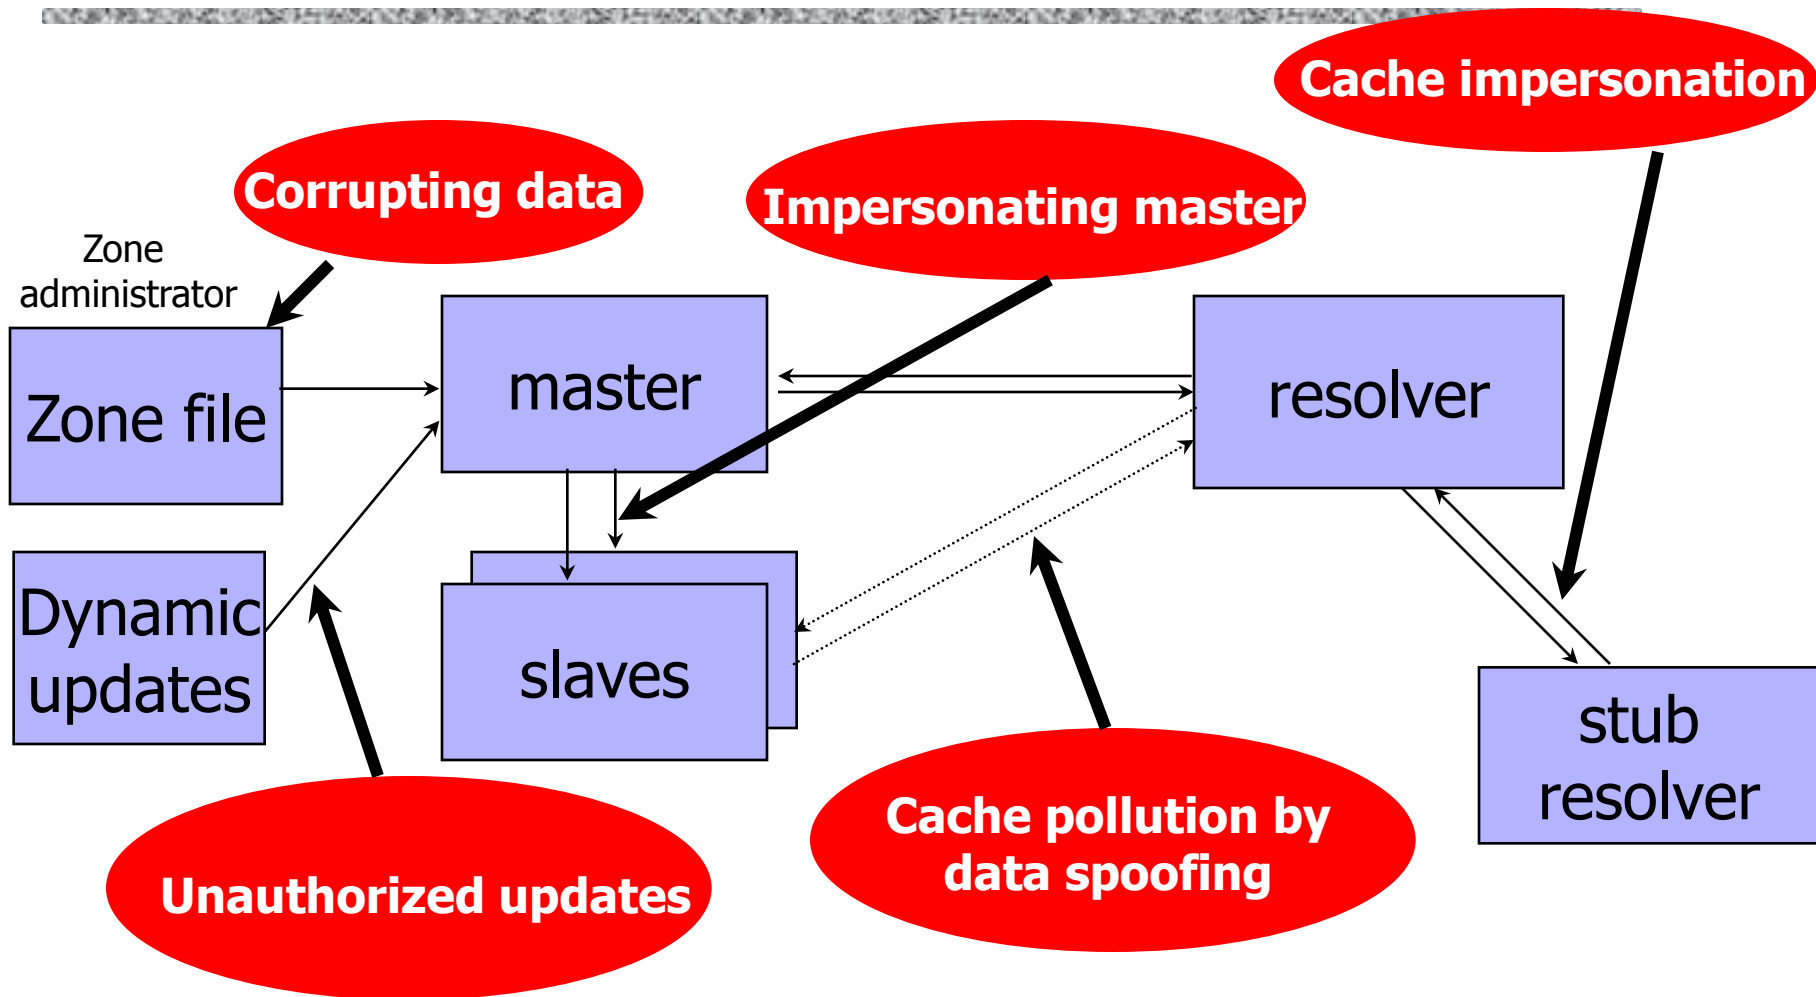 Cache impersonation
Corrupting data
Impersonating master
Zone
administrator
Zone file
master
resolver
Dynamic
updates
slaves
stub
resolver
Cache pollution by
data spoofing
Unauthorized updates